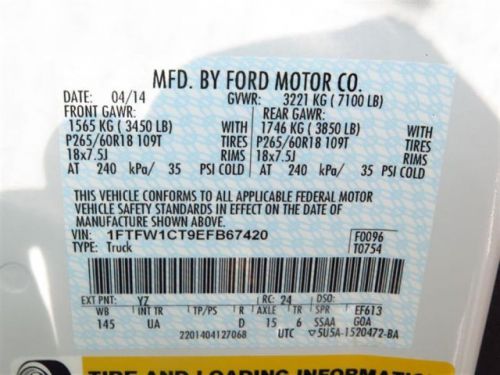 MFD. BY FORD MOTOR CO.
DATE: 04/14 GVWR: 3221 KG ( 7100 LB)
FRONT GAWR: REAR GAWR:
1565 KG ( 3450 LB) WITH 1746 KG ( 3850 LB) WITH
P265/60R18 109T TIRES P265/60R18 109T TIRES
18x7.5J RIMS 18x7.5J RIMS
AT 240 kPa/ 35 PSI COLD AT 240 kPa/ 35 PSI COLD
THIS VEHICLE CONFORMS TO ALL APPLICABLE FEDERAL MOTOR
VEHICLE SAFETY STANDARDS IN EFFECT ON THE DATE OF
MANUFACTURE SHOWN ABOVE.
VIN: 1FTFW1CT9EFB67420 F0096
TYPE: Truck T0754
EXT PNT: YZ RC: 24 DSO:
WB INT TR TP/PS R AXLE TR SPR EF613
145 UA D 15 6 SSAA GOA
2201404127068 UTC 5U5A-1520472-BA
TIRE AND LOADING INFORMATION